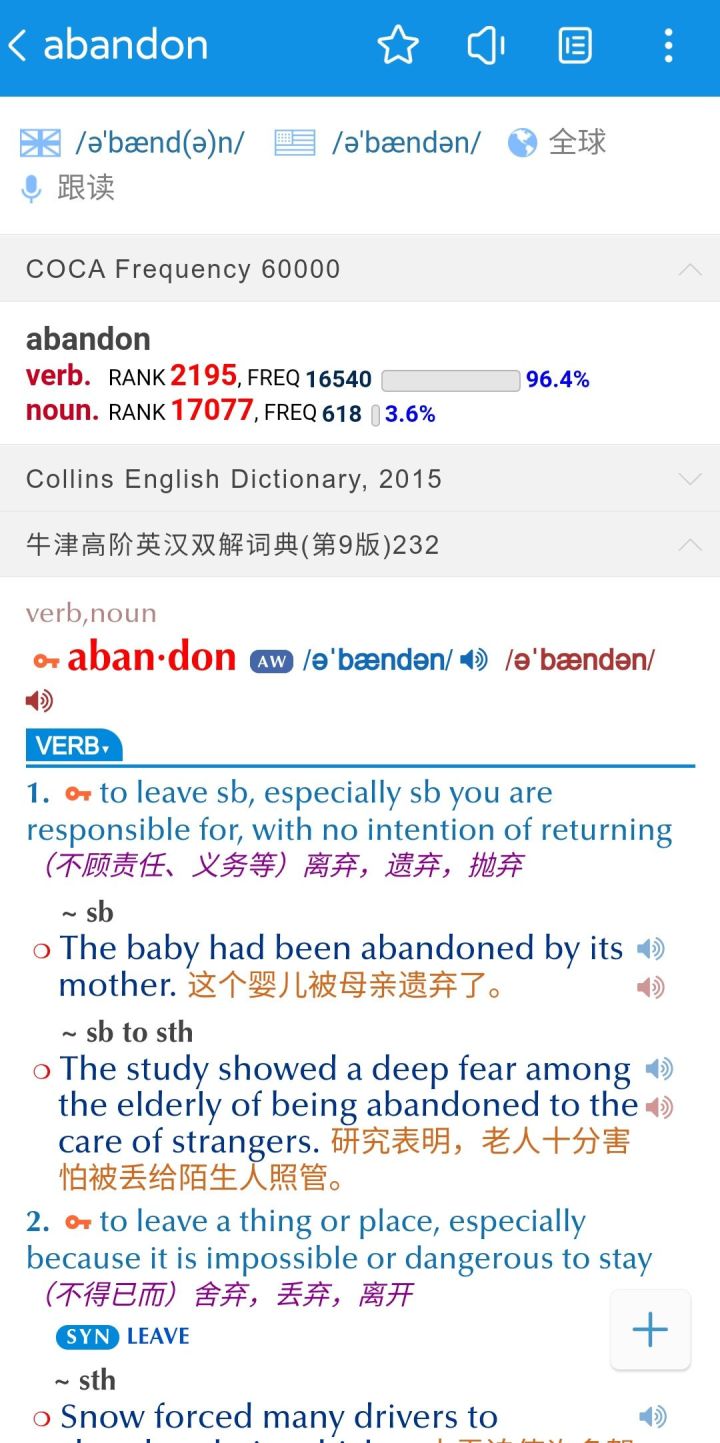 abandon
/ə'bænd(ə)n/ /ə'bændən/ 全球
跟读
COCA Frequency 60000
abandon
verb. RANK 2195, FREQ 16540 96.4%
noun. RANK 17077, FREQ 618 3.6%
Collins English Dictionary, 2015
牛津高阶英汉双解词典(第9版)232
verb,noun
aban·don AW /əˈbændən/ /əˈbændən/
VERB▾
1. to leave sb, especially sb you are
responsible for, with no intention of returning
（不顾责任、义务等）离弃，遗弃，抛弃
~ sb
The baby had been abandoned by its
mother. 这个婴儿被母亲遗弃了。
~ sb to sth
The study showed a deep fear among
the elderly of being abandoned to the
care of strangers. 研究表明，老人十分害
怕被丢给陌生人照管。
2. to leave a thing or place, especially
because it is impossible or dangerous to stay
（不得已而）舍弃，丢弃，离开
SYN LEAVE
~ sth
Snow forced many drivers to